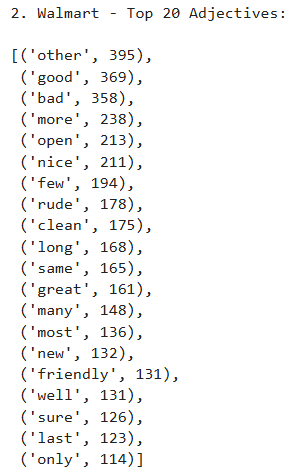 2. Walmart - Top 20 Adjectives:
[('other', 395),
('good', 369),
('bad', 358),
('more', 238),
('open', 213),
('nice', 211),
('few', 194),
('rude', 178),
('clean', 175),
('long', 168),
('same', 165),
('great', 161),
('many', 148),
('most', 136),
('new', 132),
('friendly', 131),
('well', 131),
('sure', 126),
('last', 123),
('only', 114)]